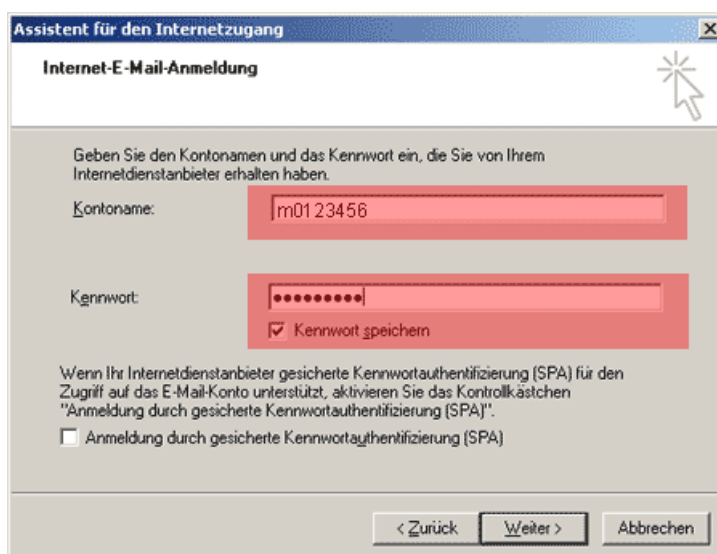 Assistent für den Internetzugang
Internet-E-Mail-Anmeldung
Geben Sie den Kontonamen und das Kennwort ein, die Sie von Ihrem
Internetdienstanbieter erhalten haben.
Kontoname: m0123456
Kennwort: ●●●●●●●●●
Kennwort speichern
Wenn Ihr Internetdienstanbieter gesicherte Kennwortauthentifizierung (SPA) für den
Zugriff auf das E-Mail-Konto unterstützt, aktivieren Sie das Kontrollkästchen
"Anmeldung durch gesicherte Kennwortauthentifizierung (SPA)".
Anmeldung durch gesicherte Kennwortauthentifizierung (SPA)
< Zurück Weiter > Abbrechen